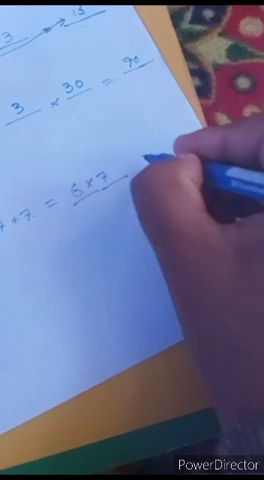 3 15
3 × 30 = 90
7 + 7. = 6 × 7
PowerDirector